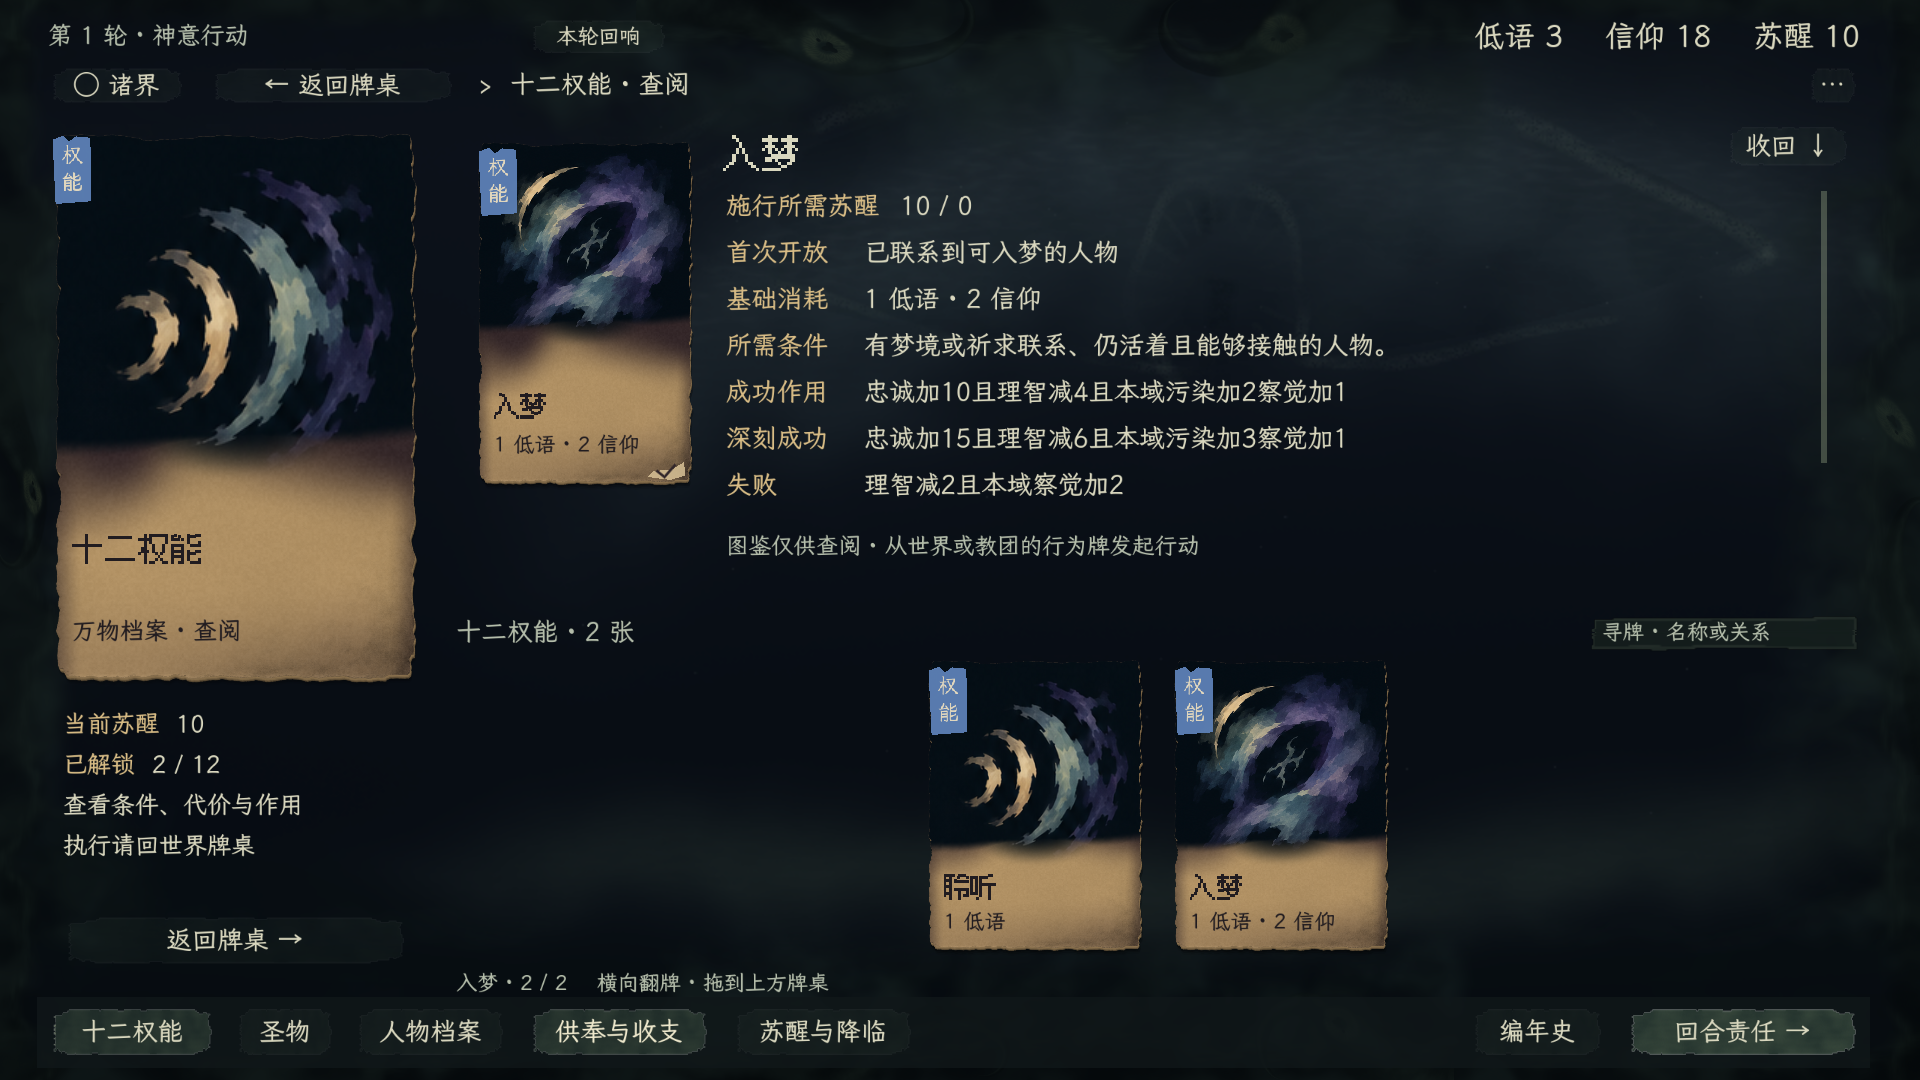 第 1 轮・神意行动
本轮回响
低语 3 信仰 18 苏醒 10
诸界
← 返回牌桌
> 十二权能・查阅
...
权能
十二权能
万物档案・查阅
当前苏醒 10
已解锁 2 / 12
查看条件、代价与作用
执行请回世界牌桌
返回牌桌 →
权能
入梦
1 低语・2 信仰
入梦
收回 ↓
施行所需苏醒 10 / 0
首次开放 已联系到可入梦的人物
基础消耗 1 低语・2 信仰
所需条件 有梦境或祈求联系、仍活着且能够接触的人物。
成功作用 忠诚加10且理智减4且本域污染加2察觉加1
深刻成功 忠诚加15且理智减6且本域污染加3察觉加1
失败 理智减2且本域察觉加2
图鉴仅供查阅・从世界或教团的行为牌发起行动
十二权能・2 张
寻牌・名称或关系
权能
聆听
1 低语
权能
入梦
1 低语・2 信仰
入梦・2 / 2 横向翻牌・拖到上方牌桌
十二权能
圣物
人物档案
供奉与收支
苏醒与降临
编年史
回合责任 →